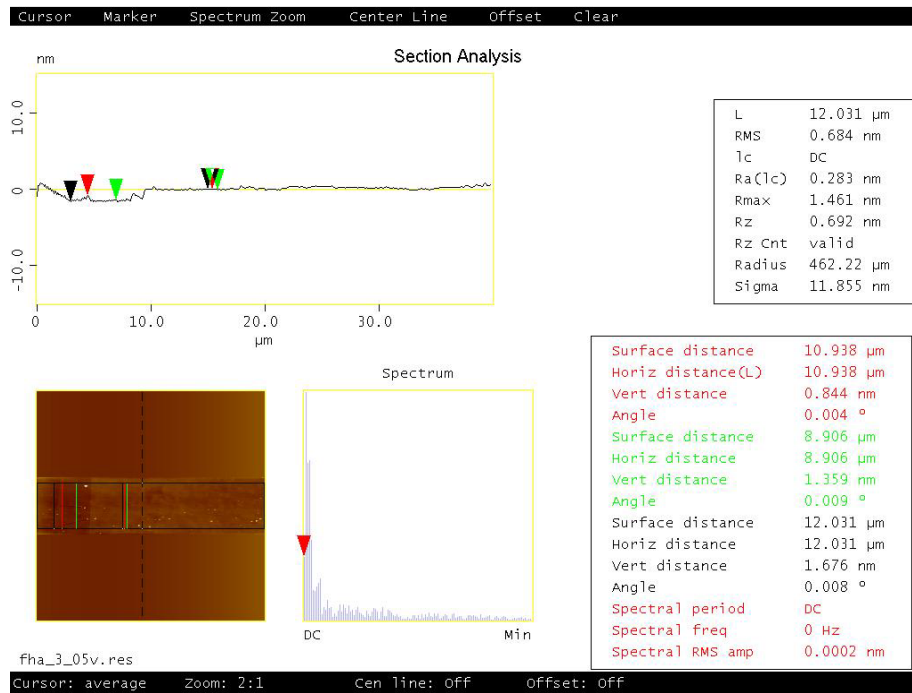 Cursor Marker Spectrum Zoom Center Line Offset Clear
Section Analysis
nm
10.0
0
-10.0
0 10.0 20.0 30.0
µm
L 12.031 µm
RMS 0.684 nm
lc DC
Ra(lc) 0.283 nm
Rmax 1.461 nm
Rz 0.692 nm
Rz Cnt valid
Radius 462.22 µm
Sigma 11.855 nm
Surface distance 10.938 µm
Horiz distance(L) 10.938 µm
Vert distance 0.844 nm
Angle 0.004 °
Surface distance 8.906 µm
Horiz distance 8.906 µm
Vert distance 1.359 nm
Angle 0.009 °
Surface distance 12.031 µm
Horiz distance 12.031 µm
Vert distance 1.676 nm
Angle 0.008 °
Spectral period DC
Spectral freq 0 Hz
Spectral RMS amp 0.0002 nm
Spectrum
DC Min
fha_3_05v.res
Cursor: average Zoom: 2:1 Cen line: Off Offset: Off